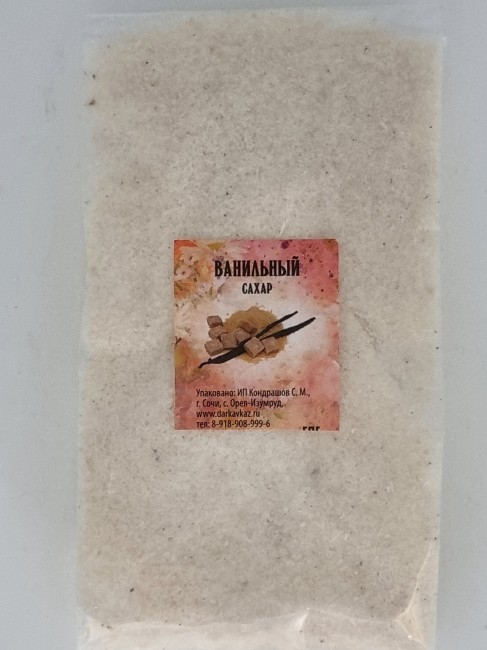 ВАНИЛЬНЫЙ
САХАР
Упаковано: ИП Кондрашов С, М.,
г. Сочи, с. Орел-Изумруд,
www.darkavkaz.ru
тел: 8-918-908-999-6